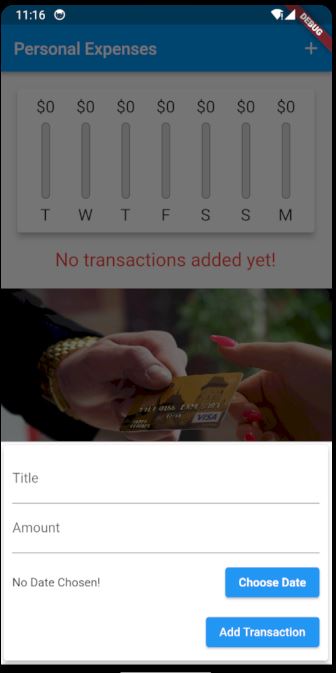 11:16
DEBUG
Personal Expenses +
$0 $0 $0 $0 $0 $0 $0
T W T F S S M
No transactions added yet!
VISA
Title
Amount
No Date Chosen! Choose Date
Add Transaction